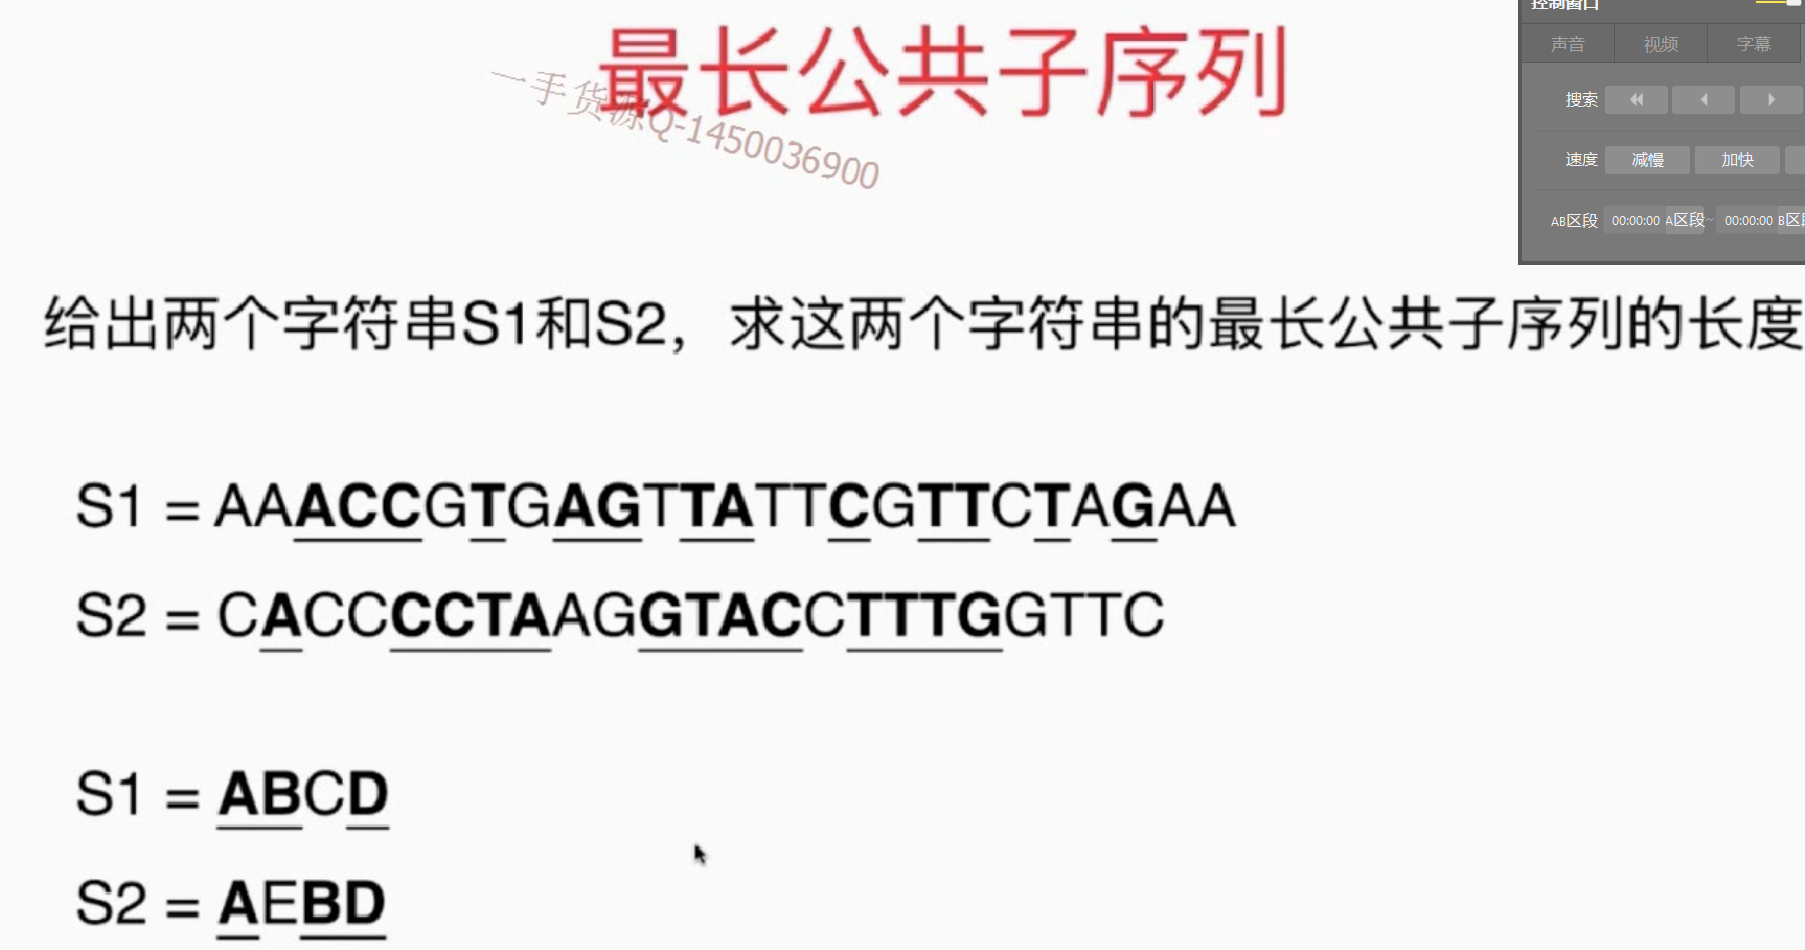 最长公共子序列
一手货源Q-1450036900
控制窗口
声音 视频 字幕
搜索
速度 减慢 加快
AB区段 00:00:00 A区段~ 00:00:00 B区段
给出两个字符串S1和S2，求这两个字符串的最长公共子序列的长度
S1 = AAACCGTGAGTTATTCGTTCTAGAA
S2 = CACCCCTAAGGTACCTTTGGTTC
S1 = ABCD
S2 = AEBD